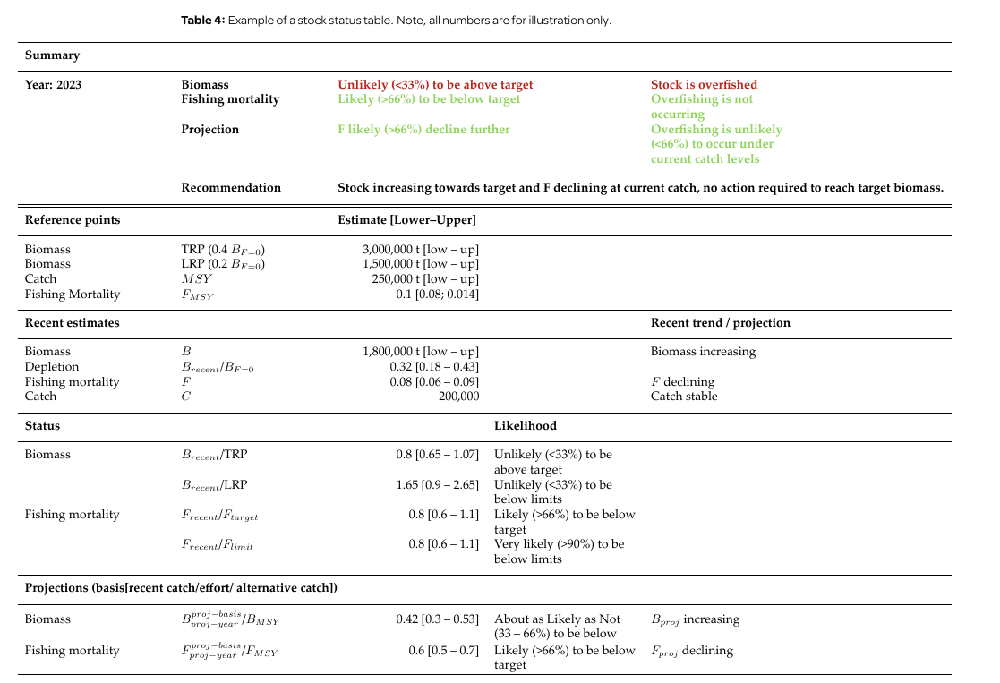 Table 4: Example of a stock status table. Note, all numbers are for illustration only.
Summary
Year: 2023 Biomass Unlikely (<33%) to be above target Stock is overfished
Fishing mortality Likely (>66%) to be below target Overfishing is not
occurring
Projection F likely (>66%) decline further Overfishing is unlikely
(<66%) to occur under
current catch levels
Recommendation Stock increasing towards target and F declining at current catch, no action required to reach target biomass.
Reference points Estimate [Lower–Upper]
Biomass TRP (0.4 B_{F=0}) 3,000,000 t [low – up]
Biomass LRP (0.2 B_{F=0}) 1,500,000 t [low – up]
Catch MSY 250,000 t [low – up]
Fishing Mortality F_{MSY} 0.1 [0.08; 0.014]
Recent estimates Recent trend / projection
Biomass B 1,800,000 t [low – up] Biomass increasing
Depletion B_{recent}/B_{F=0} 0.32 [0.18 – 0.43]
Fishing mortality F 0.08 [0.06 – 0.09] F declining
Catch C 200,000 Catch stable
Status Likelihood
Biomass B_{recent}/TRP 0.8 [0.65 – 1.07] Unlikely (<33%) to be
above target
B_{recent}/LRP 1.65 [0.9 – 2.65] Unlikely (<33%) to be
below limits
Fishing mortality F_{recent}/F_{target} 0.8 [0.6 – 1.1] Likely (>66%) to be below
target
F_{recent}/F_{limit} 0.8 [0.6 – 1.1] Very likely (>90%) to be
below limits
Projections (basis[recent catch/effort/ alternative catch])
Biomass B^{proj−basis}_{proj−year}/B_{MSY} 0.42 [0.3 – 0.53] About as Likely as Not B_{proj} increasing
(33 – 66%) to be below
Fishing mortality F^{proj−basis}_{proj−year}/F_{MSY} 0.6 [0.5 – 0.7] Likely (>66%) to be below F_{proj} declining
target